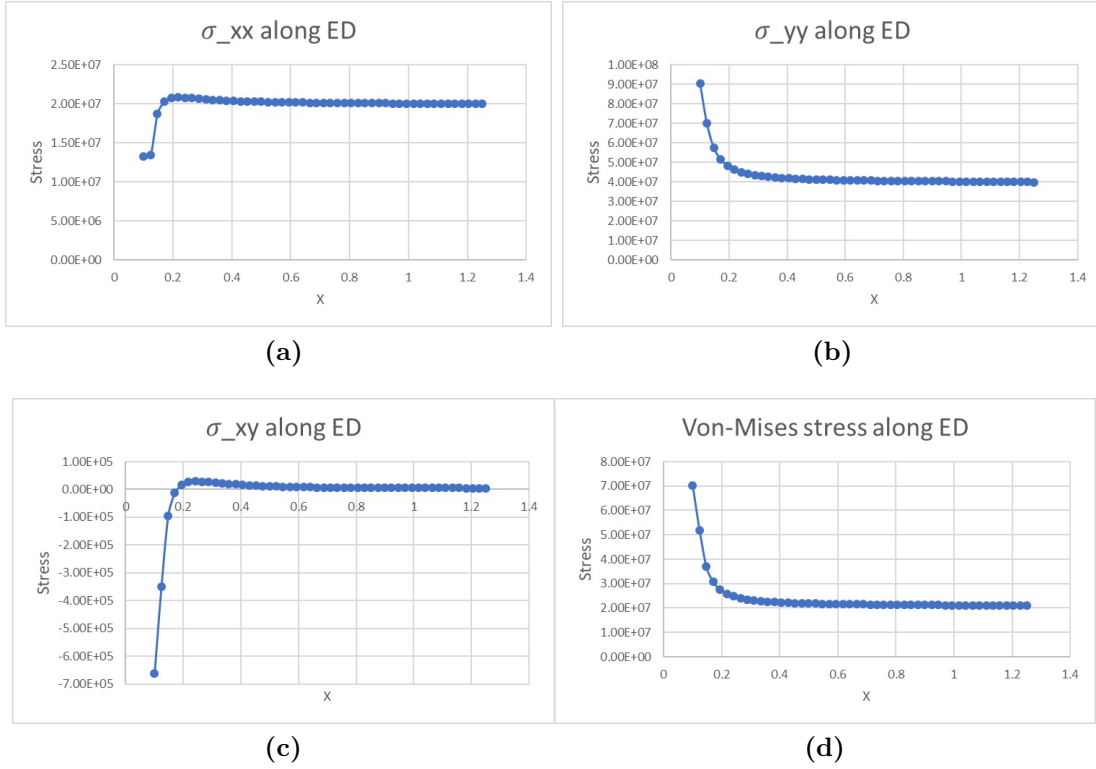 σ_xx along ED
2.50E+07
2.00E+07
1.50E+07
1.00E+07
5.00E+06
0.00E+00
Stress
0 0.2 0.4 0.6 0.8 1 1.2 1.4
X
(a)
σ_yy along ED
1.00E+08
9.00E+07
8.00E+07
7.00E+07
6.00E+07
5.00E+07
4.00E+07
3.00E+07
2.00E+07
1.00E+07
0.00E+00
Stress
0 0.2 0.4 0.6 0.8 1 1.2 1.4
X
(b)
σ_xy along ED
1.00E+05
0.00E+00
-1.00E+05
-2.00E+05
-3.00E+05
-4.00E+05
-5.00E+05
-6.00E+05
-7.00E+05
Stress
0 0.2 0.4 0.6 0.8 1 1.2 1.4
X
(c)
Von-Mises stress along ED
8.00E+07
7.00E+07
6.00E+07
5.00E+07
4.00E+07
3.00E+07
2.00E+07
1.00E+07
0.00E+00
Stress
0 0.2 0.4 0.6 0.8 1 1.2 1.4
X
(d)